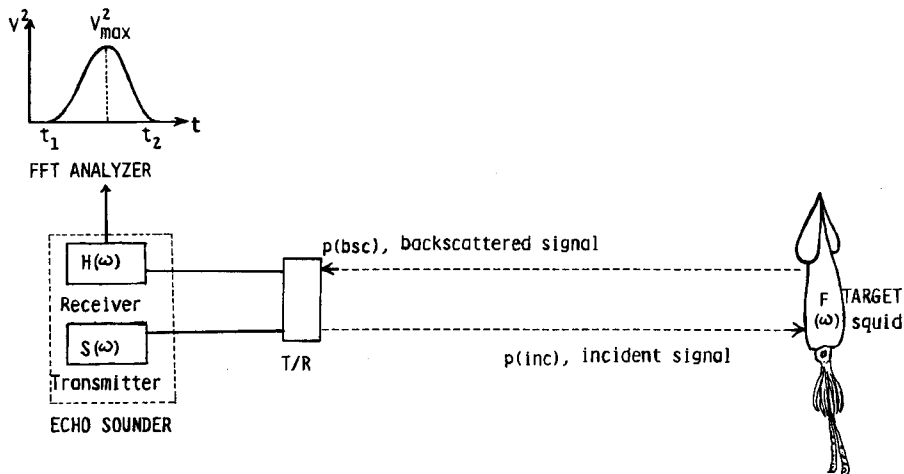 V²
V²max
t
t₁
t₂
FFT ANALYZER
H(ω)
Receiver
S(ω)
Transmitter
ECHO SOUNDER
T/R
p(bsc), backscattered signal
p(inc), incident signal
F
(ω)
TARGET
squid